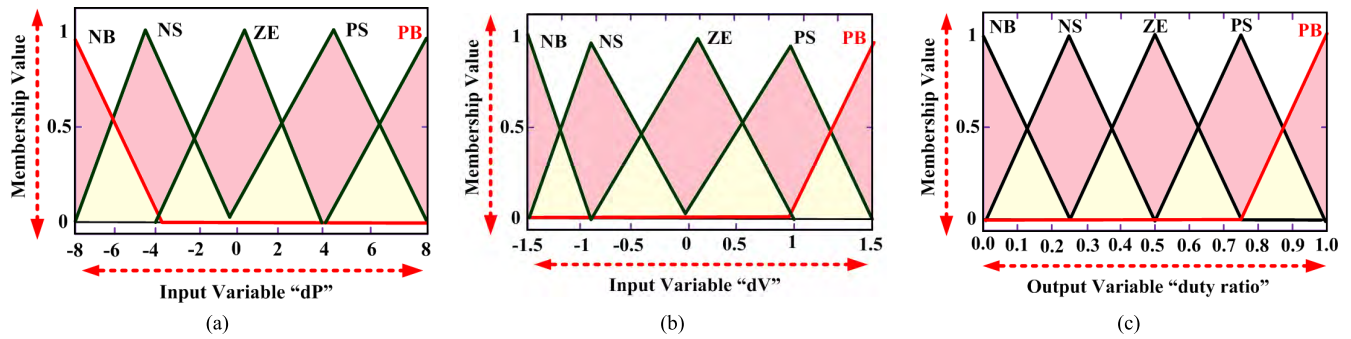 (a)
Membership Value
1
0.5
0
NB NS ZE PS PB
-8 -6 -4 -2 0 2 4 6 8
Input Variable “dP”
(b)
Membership Value
1
0.5
0
NB NS ZE PS PB
-1.5 -1 -0.5 0 0.5 1 1.5
Input Variable “dV”
(c)
Membership Value
1
0.5
0
NB NS ZE PS PB
0.0 0.1 0.2 0.3 0.4 0.5 0.6 0.7 0.8 0.9 1.0
Output Variable “duty ratio”